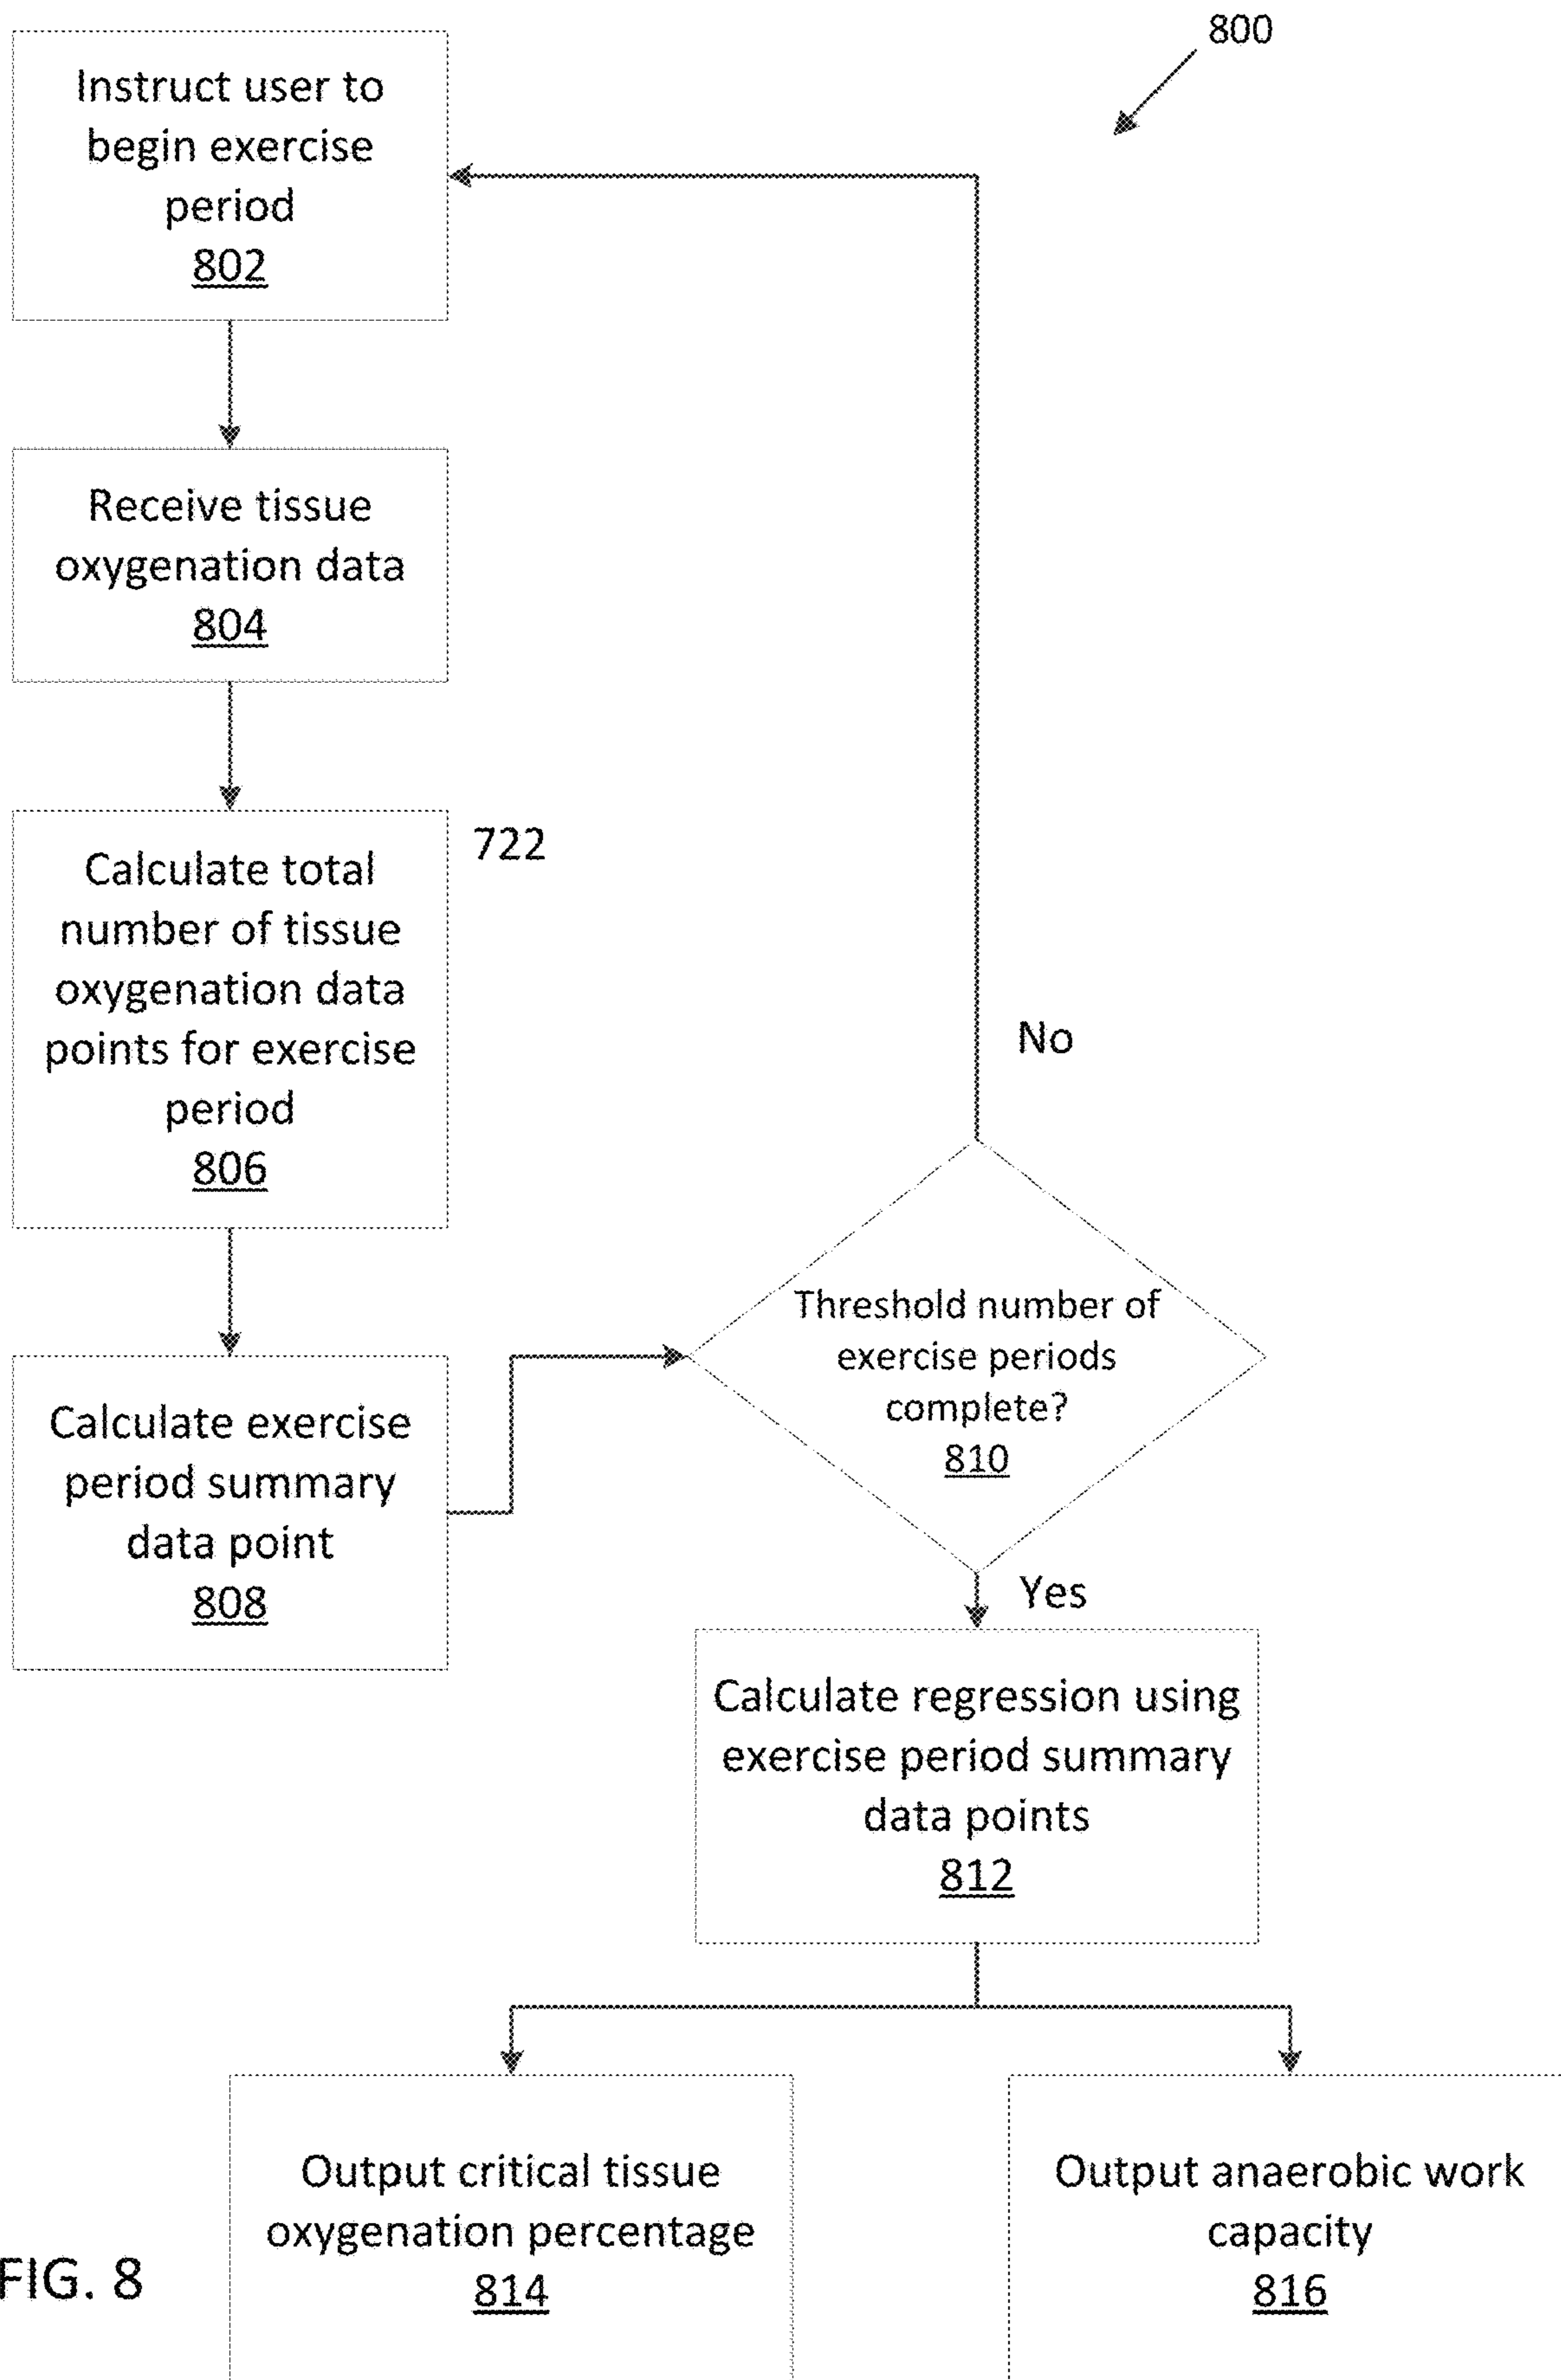 800
Instruct user to
begin exercise
period
802
Receive tissue
oxygenation data
804
722
Calculate total
number of tissue
oxygenation data
points for exercise
period
806
No
Threshold number of
exercise periods
complete?
810
Calculate exercise
period summary
data point
808
Yes
Calculate regression using
exercise period summary
data points
812
Output critical tissue
oxygenation percentage
814
Output anaerobic work
capacity
816
FIG. 8